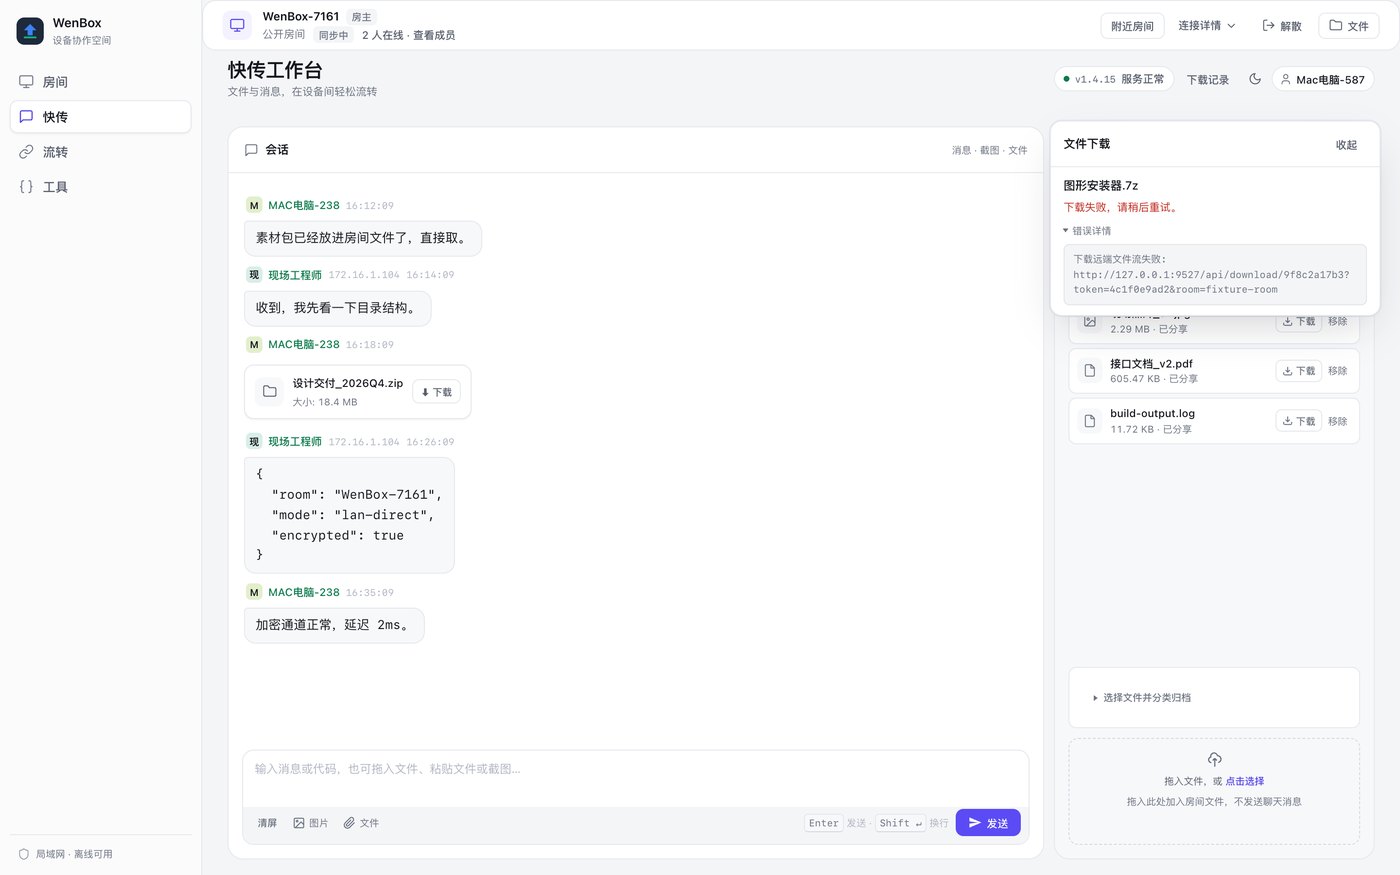 WenBox
设备协作空间
房间
快传
流转
工具
局域网 · 离线可用
WenBox-7161 房主
公开房间 同步中 2 人在线 · 查看成员
附近房间 连接详情 解散 文件
快传工作台
文件与消息，在设备间轻松流转
v1.4.15 服务正常 下载记录 Mac电脑-587
会话 消息 · 截图 · 文件
M MAC电脑-238 16:12:09
素材包已经放进房间文件了，直接取。
现 现场工程师 172.16.1.104 16:14:09
收到，我先看一下目录结构。
M MAC电脑-238 16:18:09
设计交付_2026Q4.zip
大小: 18.4 MB
下载
现 现场工程师 172.16.1.104 16:26:09
{
"room": "WenBox-7161",
"mode": "lan-direct",
"encrypted": true
}
M MAC电脑-238 16:35:09
加密通道正常，延迟 2ms。
输入消息或代码，也可拖入文件、粘贴文件或截图...
清屏 图片 文件 Enter 发送 · Shift ↵ 换行 发送
文件下载 收起
图形安装器.7z
下载失败，请稍后重试。
错误详情
下载远端文件流失败:
http://127.0.0.1:9527/api/download/9f8c2a17b3?
token=4c1f0e9ad2&room=fixture-room
2.29 MB · 已分享 下载 移除
接口文档_v2.pdf
605.47 KB · 已分享 下载 移除
build-output.log
11.72 KB · 已分享 下载 移除
选择文件并分类归档
拖入文件，或 点击选择
拖入此处加入房间文件，不发送聊天消息